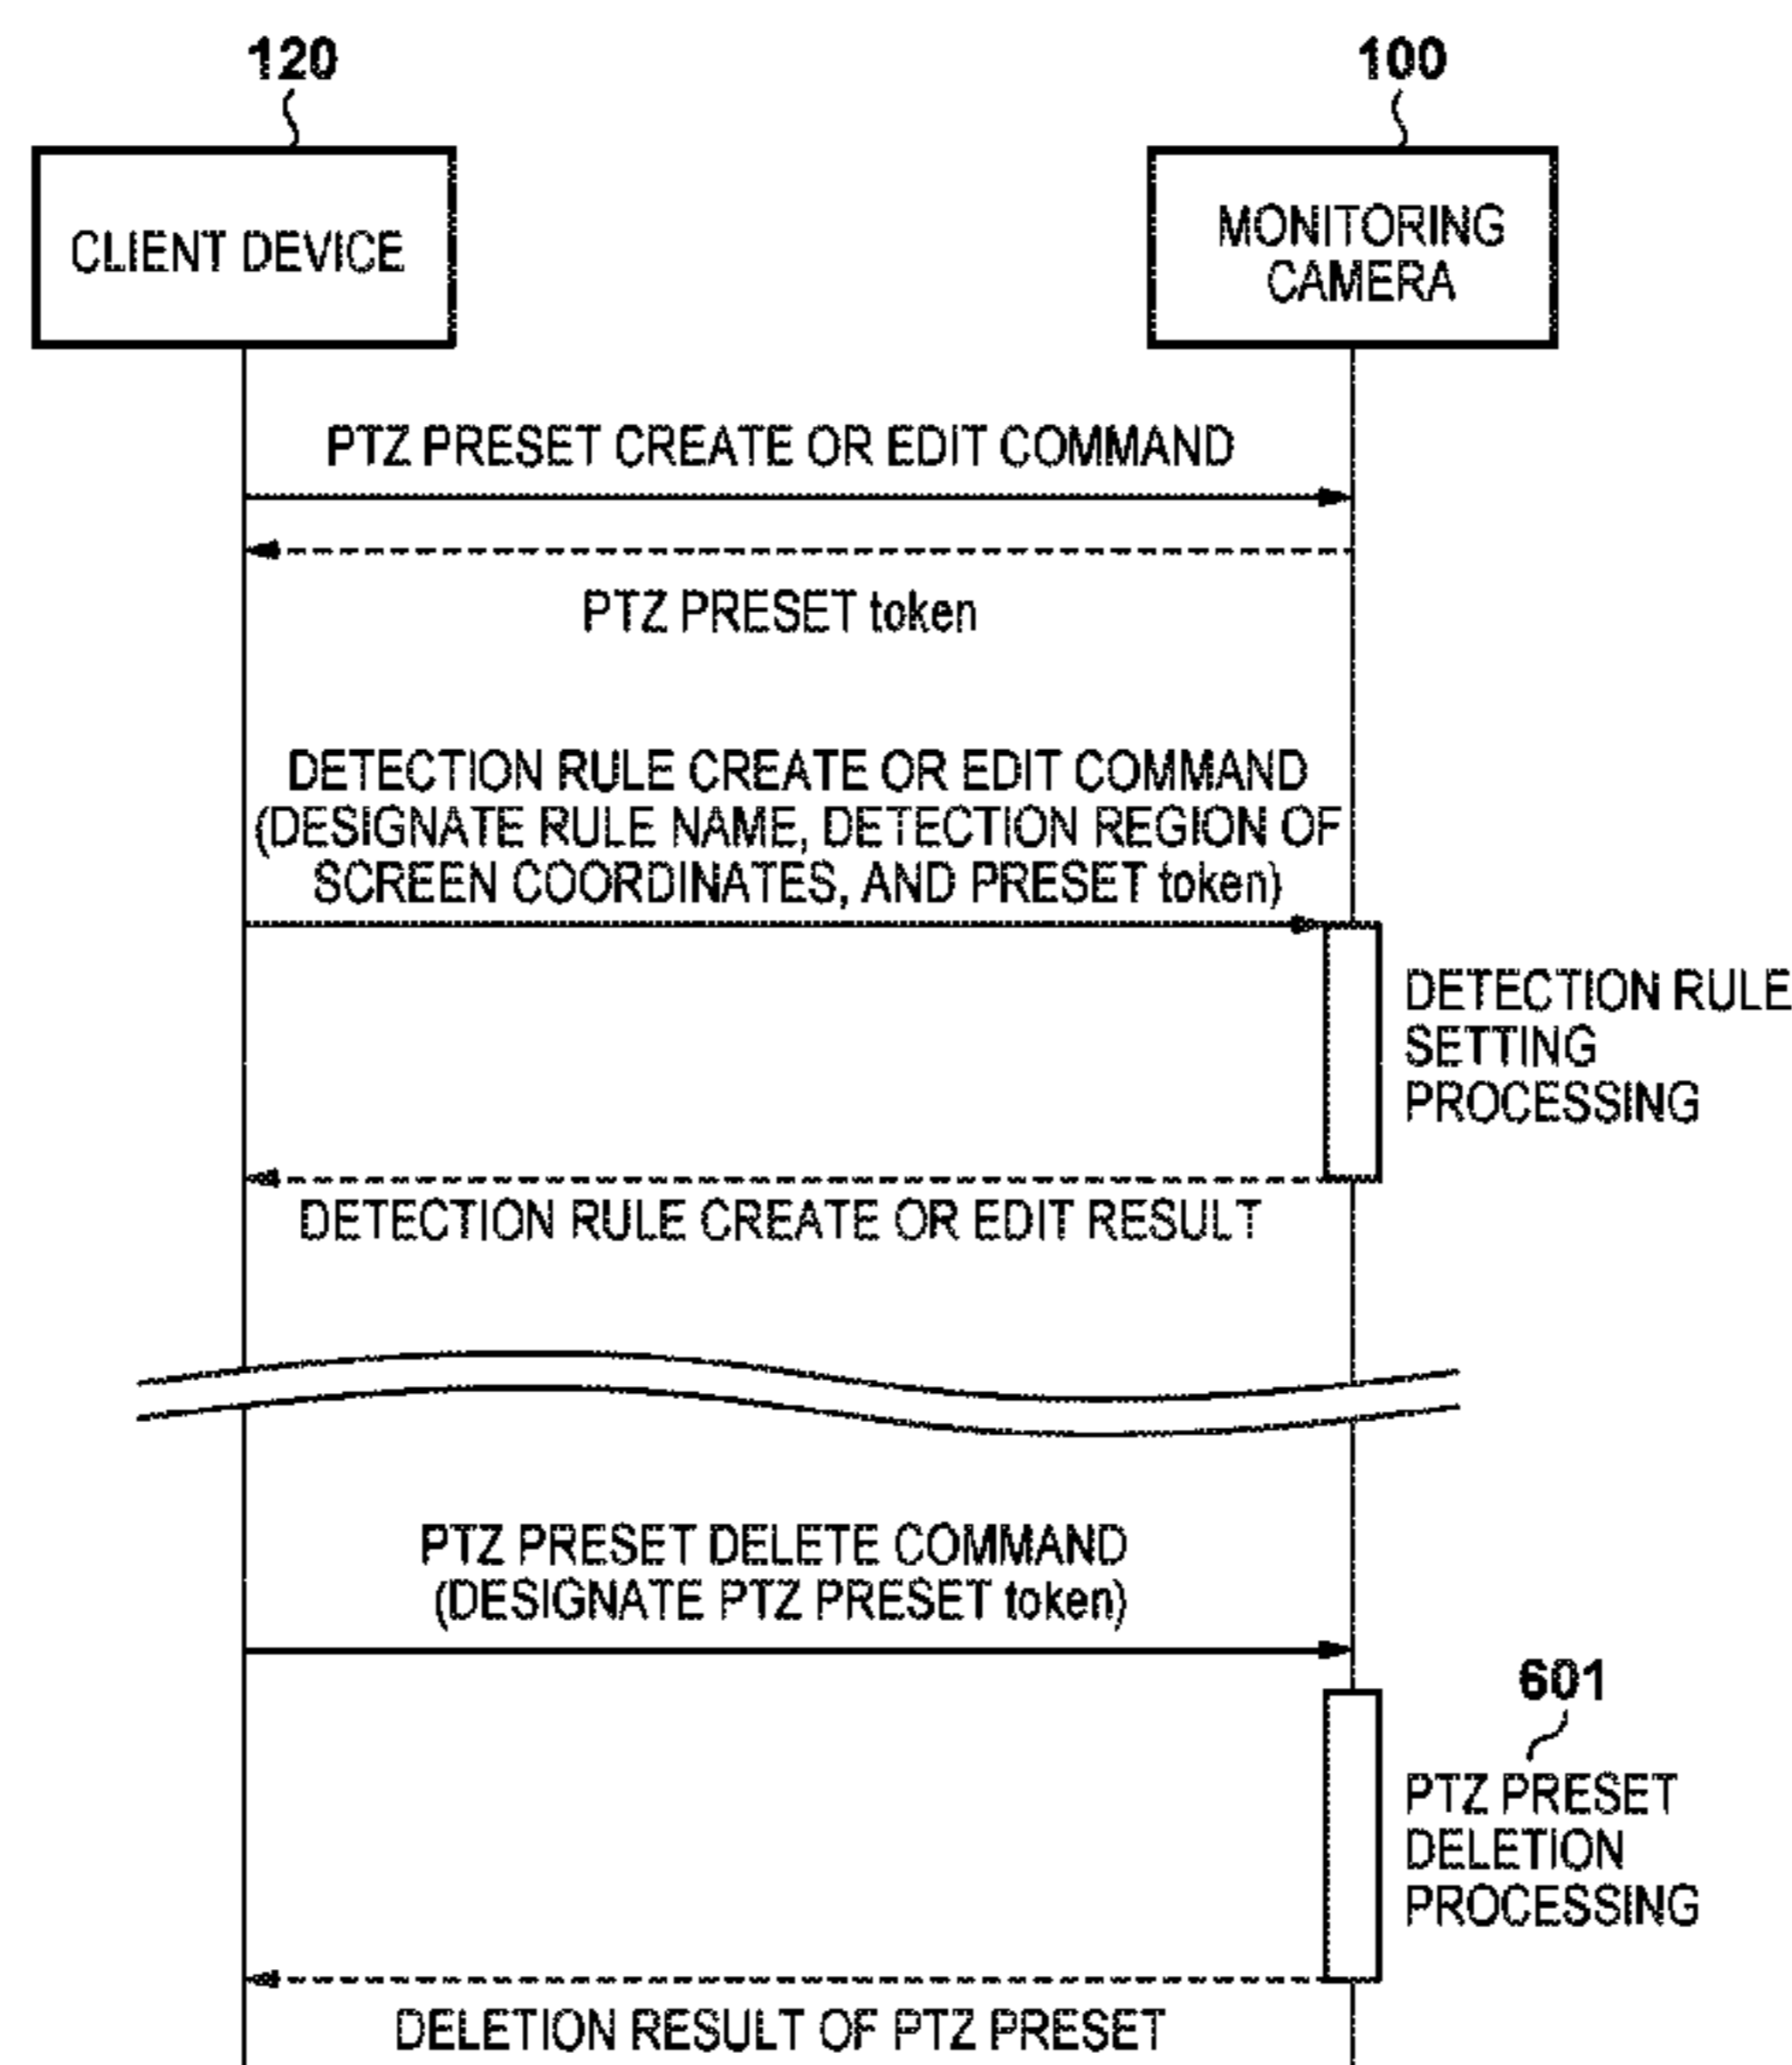 120
100
CLIENT DEVICE
MONITORING
CAMERA
PTZ PRESET CREATE OR EDIT COMMAND
PTZ PRESET token
DETECTION RULE CREATE OR EDIT COMMAND
(DESIGNATE RULE NAME, DETECTION REGION OF
SCREEN COORDINATES, AND PRESET token)
DETECTION RULE
SETTING
PROCESSING
DETECTION RULE CREATE OR EDIT RESULT
PTZ PRESET DELETE COMMAND
(DESIGNATE PTZ PRESET token)
601
PTZ PRESET
DELETION
PROCESSING
DELETION RESULT OF PTZ PRESET